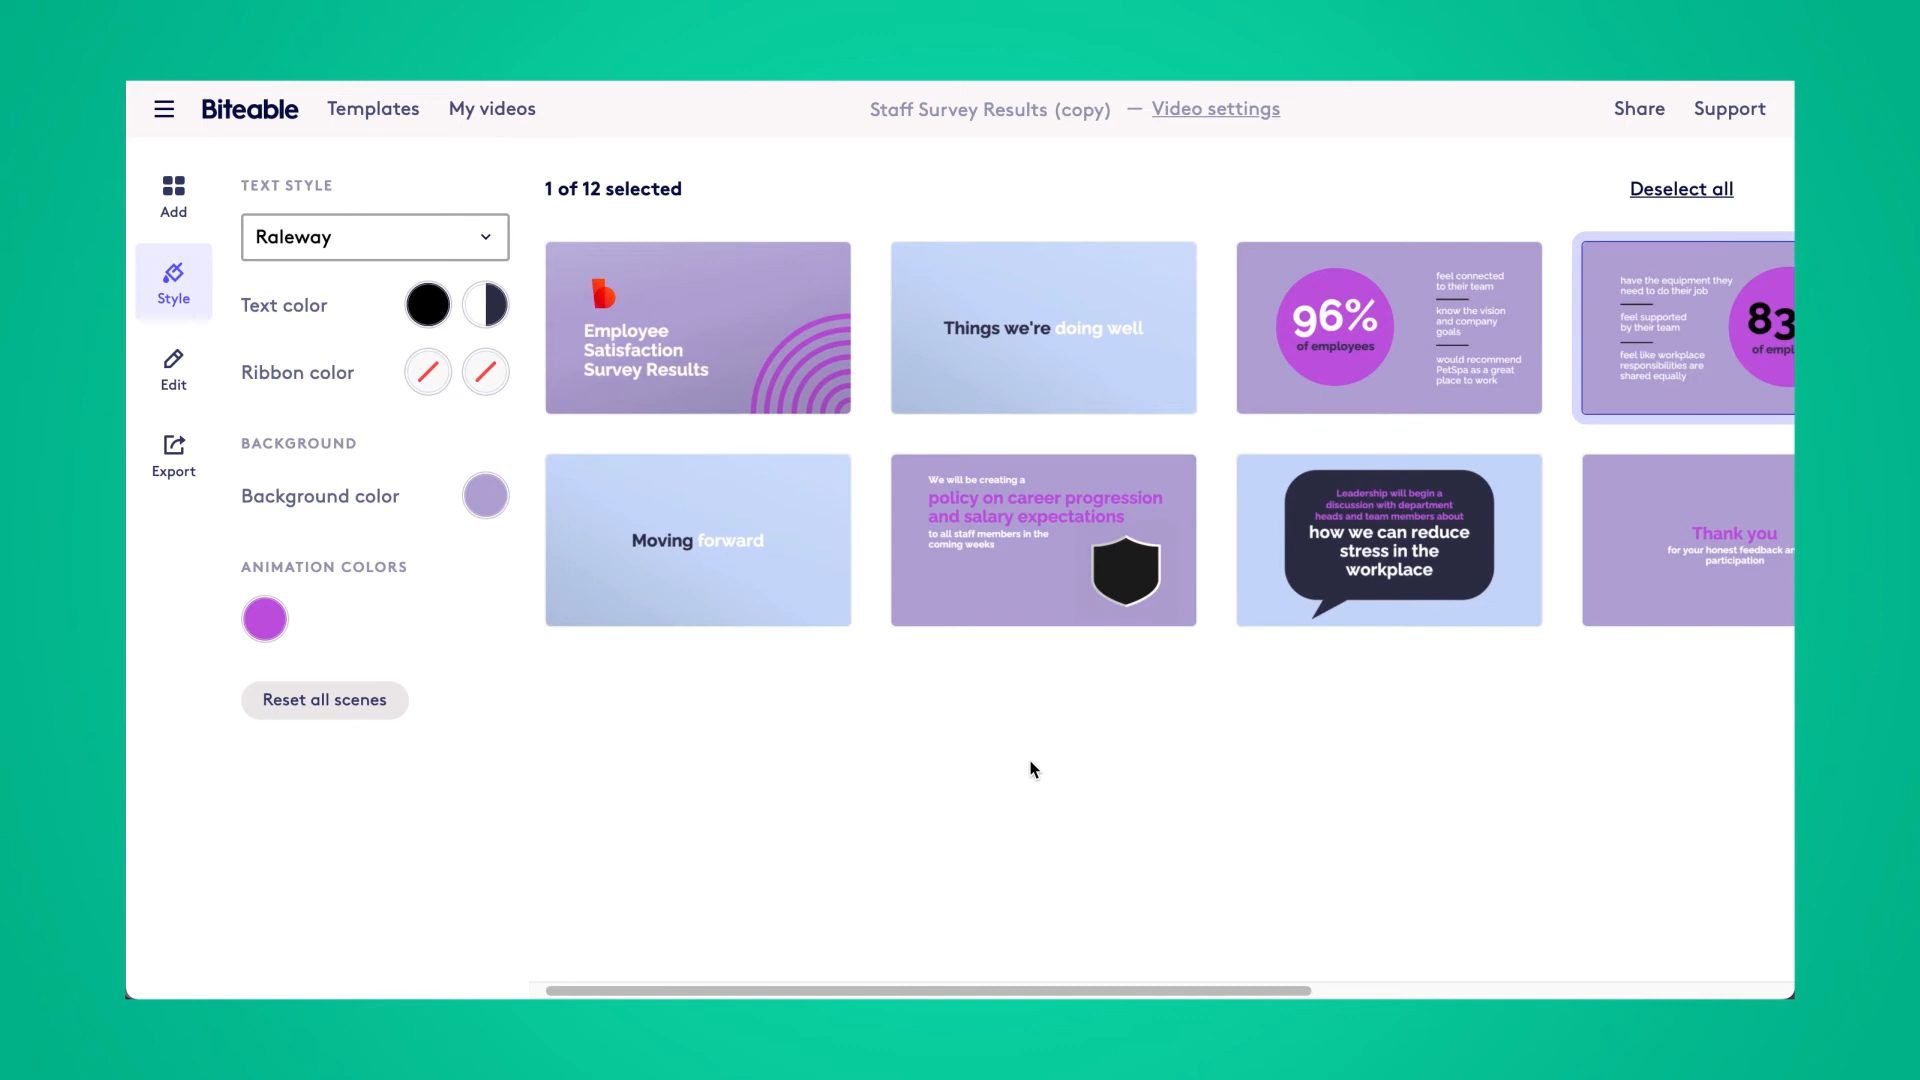 Biteable
Templates
My videos
Staff Survey Results (copy) — Video settings
Share
Support
Add
Style
Edit
Export
TEXT STYLE
Raleway
Text color
Ribbon color
BACKGROUND
Background color
ANIMATION COLORS
Reset all scenes
1 of 12 selected
Deselect all
Employee
Satisfaction
Survey Results
Things we're doing well
96%
of employees
feel connected
to their team
know the vision
and company
goals
would recommend
PetSpa as a great
place to work
have the equipment they
need to do their job
feel supported
by their team
feel like workplace
responsibilities are
shared equally
83
of empl
Moving forward
We will be creating a
policy on career progression
and salary expectations
to all staff members in the
coming weeks
Leadership will begin a
discussion with department
heads and team members about
how we can reduce
stress in the
workplace
Thank you
for your honest feedback an
participation